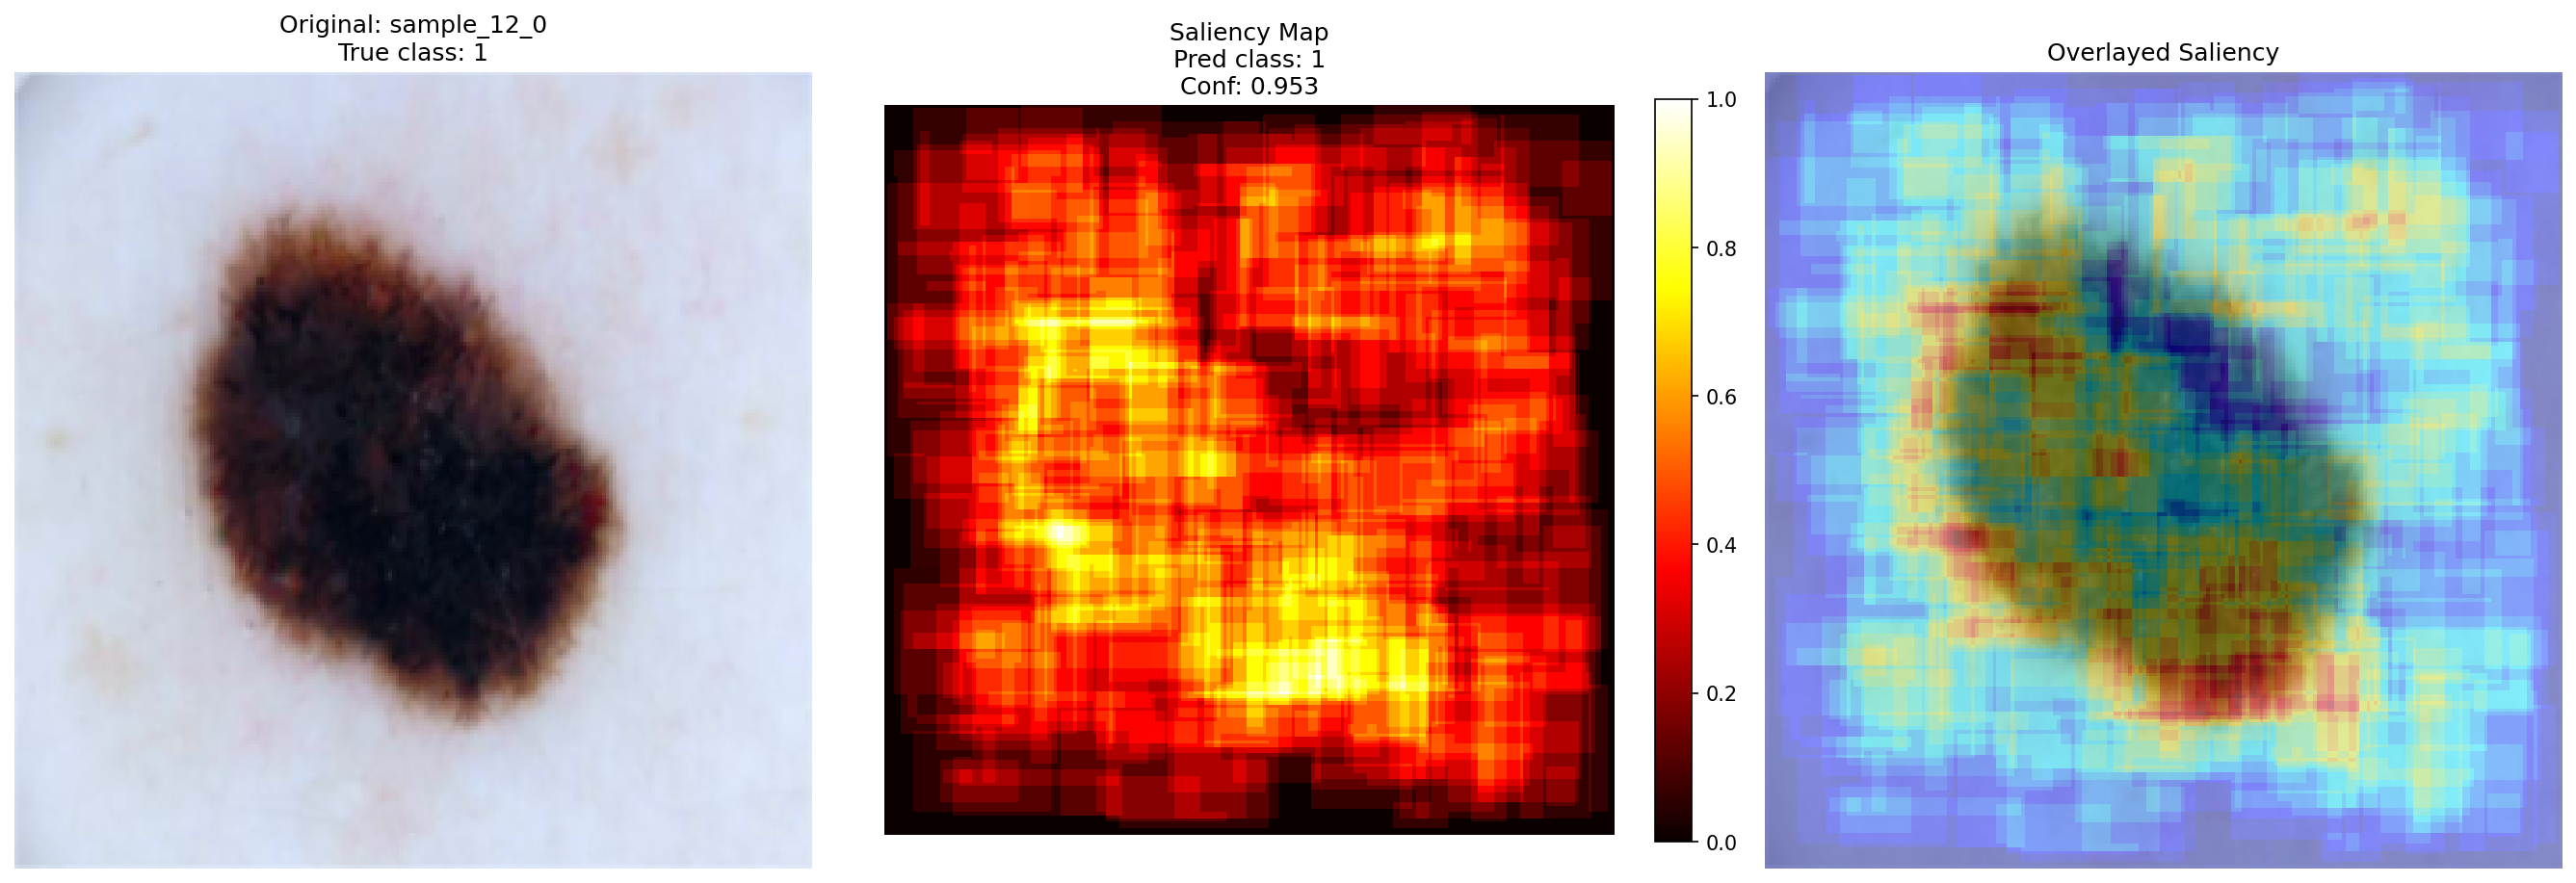 Original: sample_12_0
True class: 1
Saliency Map
Pred class: 1
Conf: 0.953
1.0
0.8
0.6
0.4
0.2
0.0
Overlayed Saliency